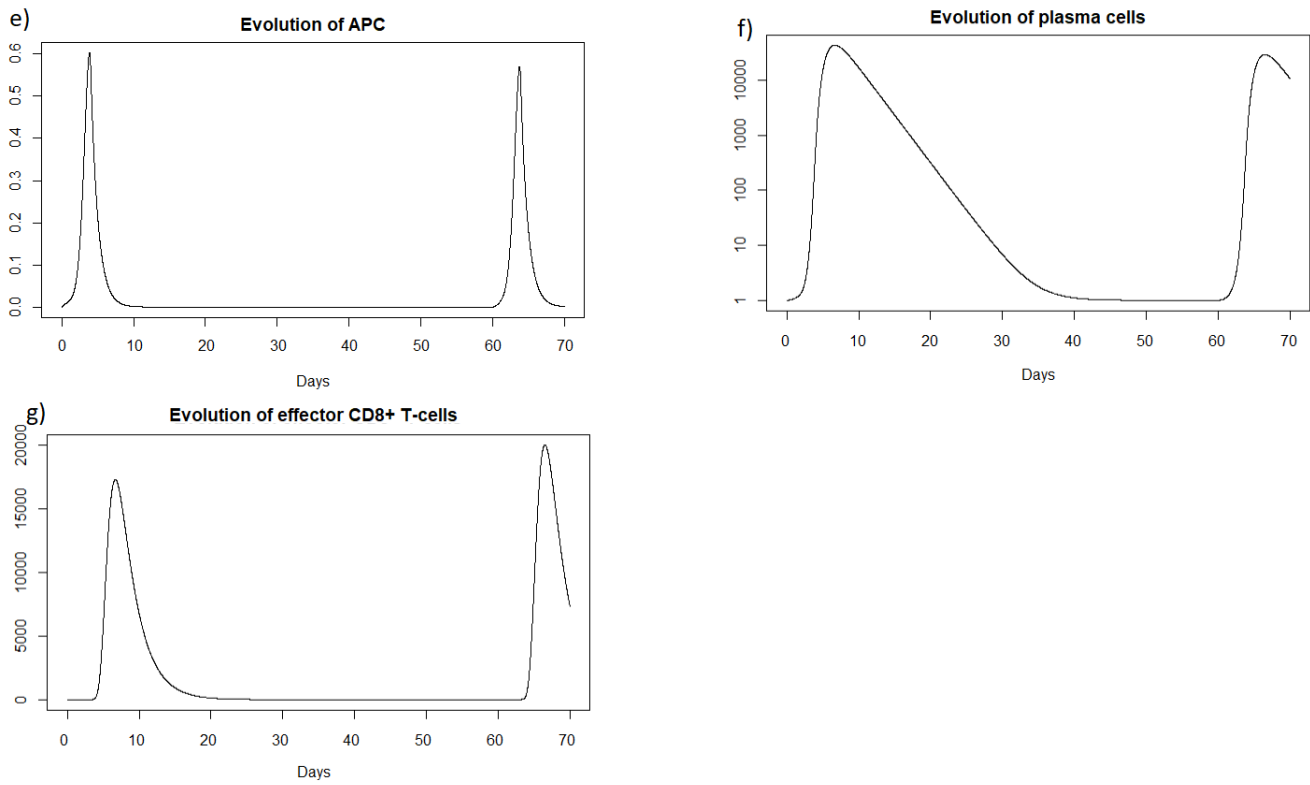 e)
Evolution of APC
0.6
0.5
0.4
0.3
0.2
0.1
0.0
0 10 20 30 40 50 60 70
Days
f)
Evolution of plasma cells
10000
1000
100
10
1
0 10 20 30 40 50 60 70
Days
g)
Evolution of effector CD8+ T-cells
20000
15000
10000
5000
0
0 10 20 30 40 50 60 70
Days